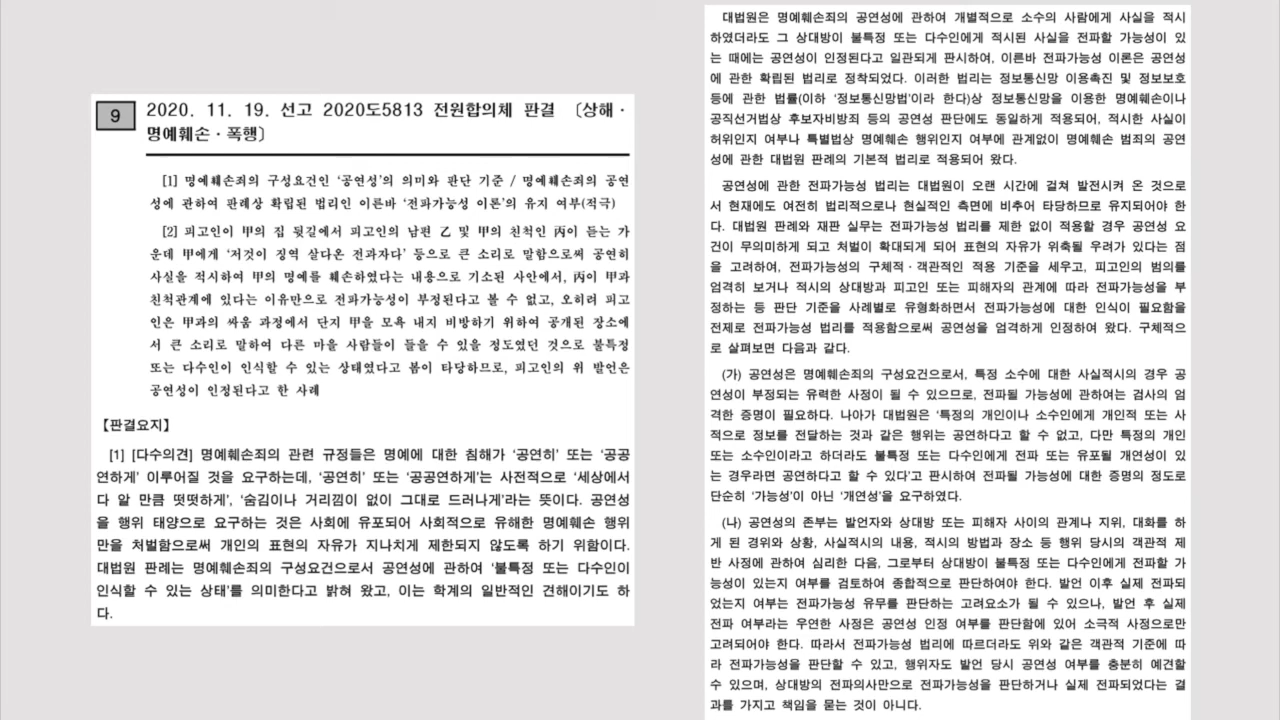 9
2020. 11. 19. 선고 2020도5813 전원합의체 판결 〔상해·
명예훼손·폭행〕
[1] 명예훼손죄의 구성요건인 '공연성'의 의미와 판단 기준 / 명예훼손죄의 공연
성에 관하여 판례상 확립된 법리인 이른바 '전파가능성 이론'의 유지 여부(적극)
[2] 피고인이 甲의 집 뒷길에서 피고인의 남편 乙 및 甲의 친척인 丙이 듣는 가
운데 甲에게 '저것이 징역 살다온 전과자다' 등으로 큰 소리로 말함으로써 공연히
사실을 적시하여 甲의 명예를 훼손하였다는 내용으로 기소된 사안에서, 丙이 甲과
친척관계에 있다는 이유만으로 전파가능성이 부정된다고 볼 수 없고, 오히려 피고
인은 甲과의 싸움 과정에서 단지 甲을 모욕 내지 비방하기 위하여 공개된 장소에
서 큰 소리로 말하여 다른 마을 사람들이 들을 수 있을 정도였던 것으로 불특정
또는 다수인이 인식할 수 있는 상태였다고 봄이 타당하므로, 피고인의 위 발언은
공연성이 인정된다고 한 사례
【판결요지】
[1] [다수의견] 명예훼손죄의 관련 규정들은 명예에 대한 침해가 '공연히' 또는 '공공
연하게' 이루어질 것을 요구하는데, '공연히' 또는 '공공연하게'는 사전적으로 '세상에서
다 알 만큼 떳떳하게', '숨김이나 거리낌이 없이 그대로 드러나게'라는 뜻이다. 공연성
을 행위 태양으로 요구하는 것은 사회에 유포되어 사회적으로 유해한 명예훼손 행위
만을 처벌함으로써 개인의 표현의 자유가 지나치게 제한되지 않도록 하기 위함이다.
대법원 판례는 명예훼손죄의 구성요건으로서 공연성에 관하여 '불특정 또는 다수인이
인식할 수 있는 상태'를 의미한다고 밝혀 왔고, 이는 학계의 일반적인 견해이기도 하
다.
대법원은 명예훼손죄의 공연성에 관하여 개별적으로 소수의 사람에게 사실을 적시
하였더라도 그 상대방이 불특정 또는 다수인에게 적시된 사실을 전파할 가능성이 있
는 때에는 공연성이 인정된다고 일관되게 판시하여, 이른바 전파가능성 이론은 공연성
에 관한 확립된 법리로 정착되었다. 이러한 법리는 정보통신망 이용촉진 및 정보보호
등에 관한 법률(이하 '정보통신망법'이라 한다)상 정보통신망을 이용한 명예훼손이나
공직선거법상 후보자비방죄 등의 공연성 판단에도 동일하게 적용되어, 적시한 사실이
허위인지 여부나 특별법상 명예훼손 행위인지 여부에 관계없이 명예훼손 범죄의 공연
성에 관한 대법원 판례의 기본적 법리로 적용되어 왔다.
공연성에 관한 전파가능성 법리는 대법원이 오랜 시간에 걸쳐 발전시켜 온 것으로
서 현재에도 여전히 법리적으로나 현실적인 측면에 비추어 타당하므로 유지되어야 한
다. 대법원 판례와 재판 실무는 전파가능성 법리를 제한 없이 적용할 경우 공연성 요
건이 무의미하게 되고 처벌이 확대되게 되어 표현의 자유가 위축될 우려가 있다는 점
을 고려하여, 전파가능성의 구체적·객관적인 적용 기준을 세우고, 피고인의 범의를
엄격히 보거나 적시의 상대방과 피고인 또는 피해자의 관계에 따라 전파가능성을 부
정하는 등 판단 기준을 사례별로 유형화하면서 전파가능성에 대한 인식이 필요함을
전제로 전파가능성 법리를 적용함으로써 공연성을 엄격하게 인정하여 왔다. 구체적으
로 살펴보면 다음과 같다.
(가) 공연성은 명예훼손죄의 구성요건으로서, 특정 소수에 대한 사실적시의 경우 공
연성이 부정되는 유력한 사정이 될 수 있으므로, 전파될 가능성에 관하여는 검사의 엄
격한 증명이 필요하다. 나아가 대법원은 '특정의 개인이나 소수인에게 개인적 또는 사
적으로 정보를 전달하는 것과 같은 행위는 공연하다고 할 수 없고, 다만 특정의 개인
또는 소수인이라고 하더라도 불특정 또는 다수인에게 전파 또는 유포될 개연성이 있
는 경우라면 공연하다고 할 수 있다'고 판시하여 전파될 가능성에 대한 증명의 정도로
단순히 '가능성'이 아닌 '개연성'을 요구하였다.
(나) 공연성의 존부는 발언자와 상대방 또는 피해자 사이의 관계나 지위, 대화를 하
게 된 경위와 상황, 사실적시의 내용, 적시의 방법과 장소 등 행위 당시의 객관적 제
반 사정에 관하여 심리한 다음, 그로부터 상대방이 불특정 또는 다수인에게 전파할 가
능성이 있는지 여부를 검토하여 종합적으로 판단하여야 한다. 발언 이후 실제 전파되
었는지 여부는 전파가능성 유무를 판단하는 고려요소가 될 수 있으나, 발언 후 실제
전파 여부라는 우연한 사정은 공연성 인정 여부를 판단함에 있어 소극적 사정으로만
고려되어야 한다. 따라서 전파가능성 법리에 따르더라도 위와 같은 객관적 기준에 따
라 전파가능성을 판단할 수 있고, 행위자도 발언 당시 공연성 여부를 충분히 예견할
수 있으며, 상대방의 전파의사만으로 전파가능성을 판단하거나 실제 전파되었다는 결
과를 가지고 책임을 묻는 것이 아니다.